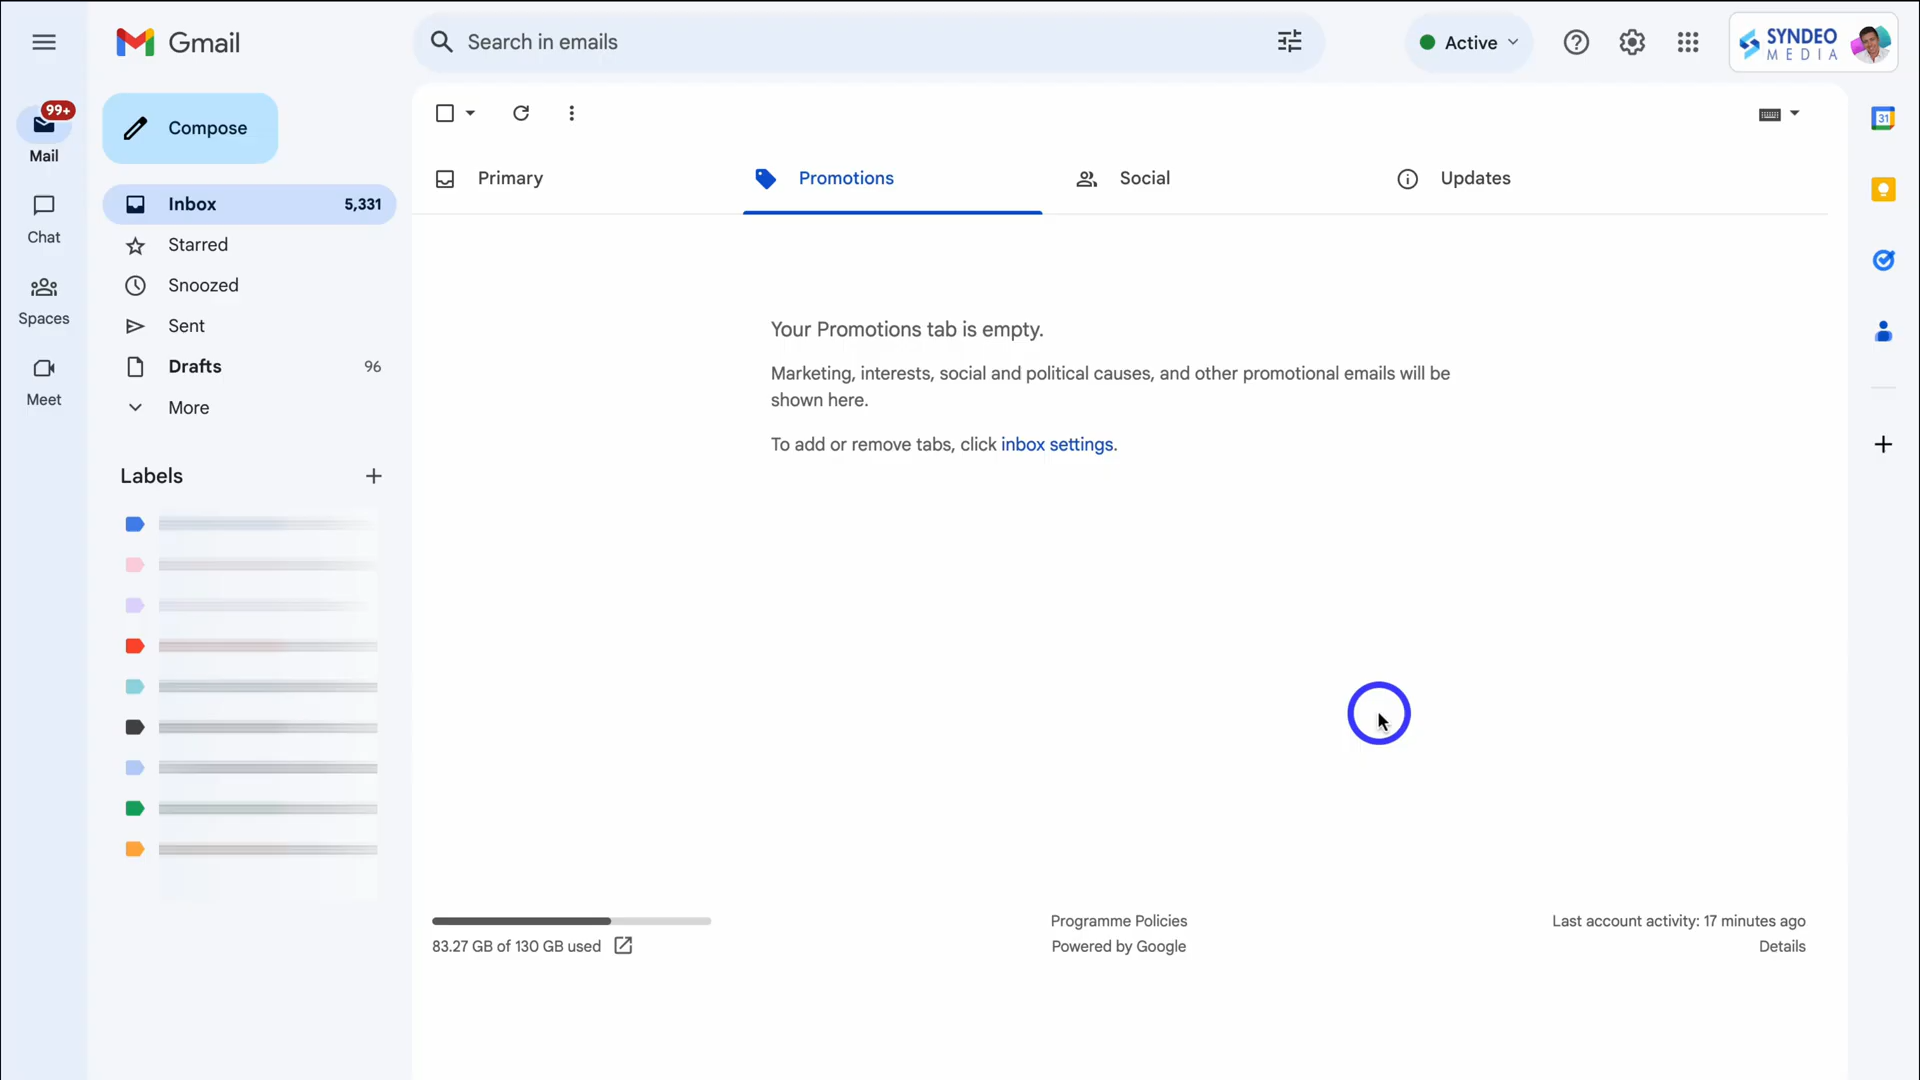 Gmail
Search in emails
Active
SYNDEO
MEDIA
99+
Mail
Chat
Spaces
Meet
Compose
Inbox 5,331
Starred
Snoozed
Sent
Drafts 96
More
Labels
Primary
Promotions
Social
Updates
31
Your Promotions tab is empty.
Marketing, interests, social and political causes, and other promotional emails will be
shown here.
To add or remove tabs, click inbox settings.
83.27 GB of 130 GB used
Programme Policies
Powered by Google
Last account activity: 17 minutes ago
Details